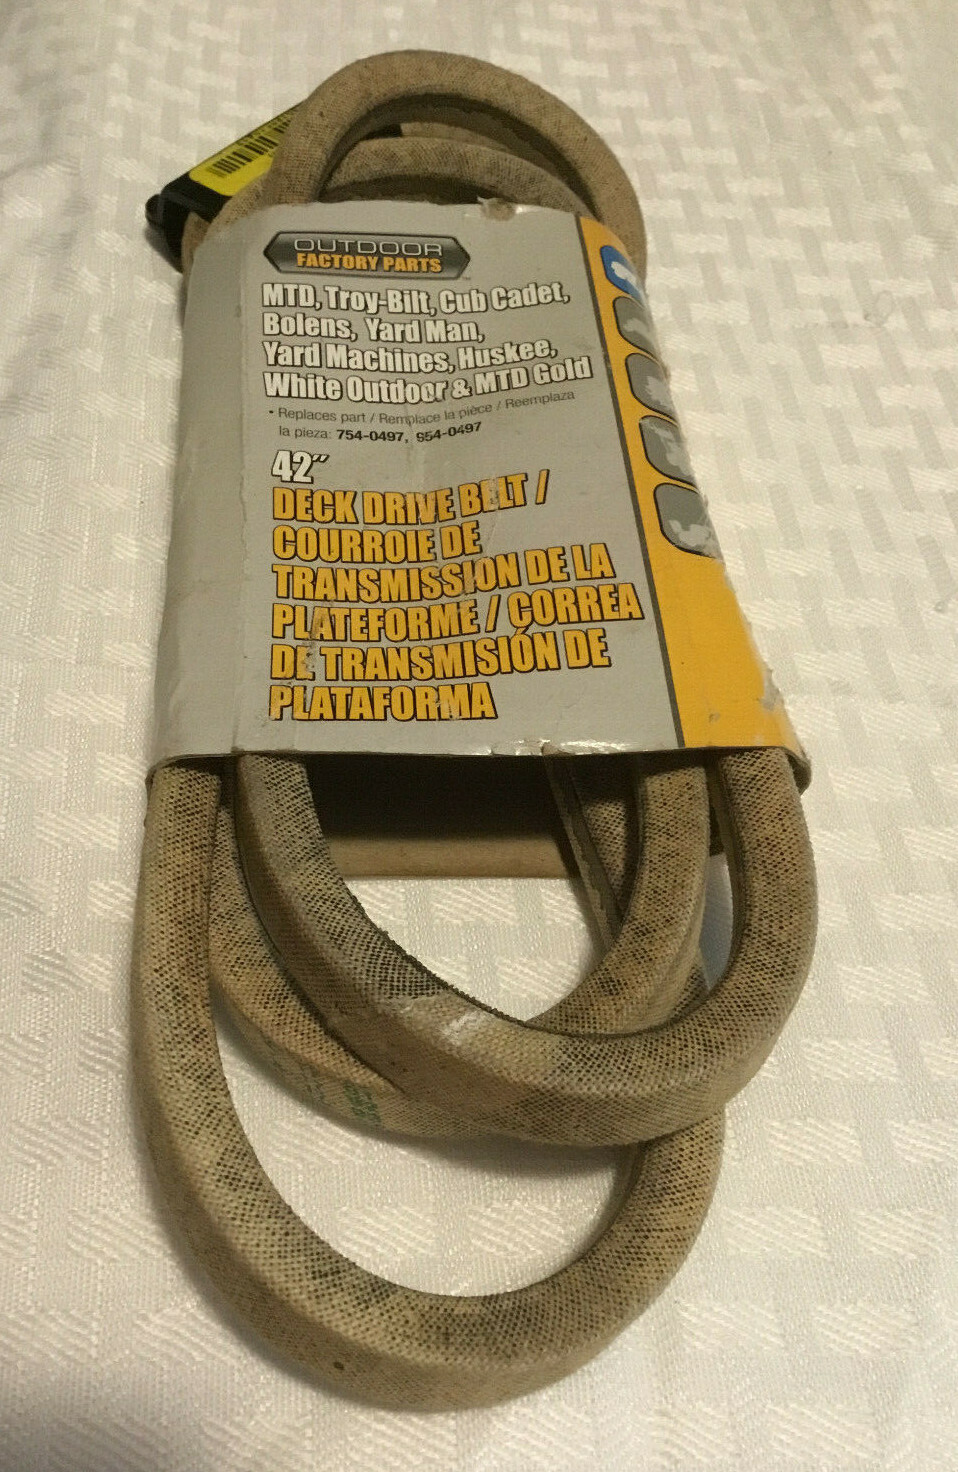 OUTDOOR
FACTORY PARTS
MTD, Troy-Bilt, Cub Cadet,
Bolens, Yard Man,
Yard Machines, Huskee,
White Outdoor & MTD Gold
• Replaces part / Remplace la pièce / Reemplaza
la pieza: 754-0497, 954-0497
42"
DECK DRIVE BELT /
COURROIE DE
TRANSMISSION DE LA
PLATEFORME / CORREA
DE TRANSMISIÓN DE
PLATAFORMA